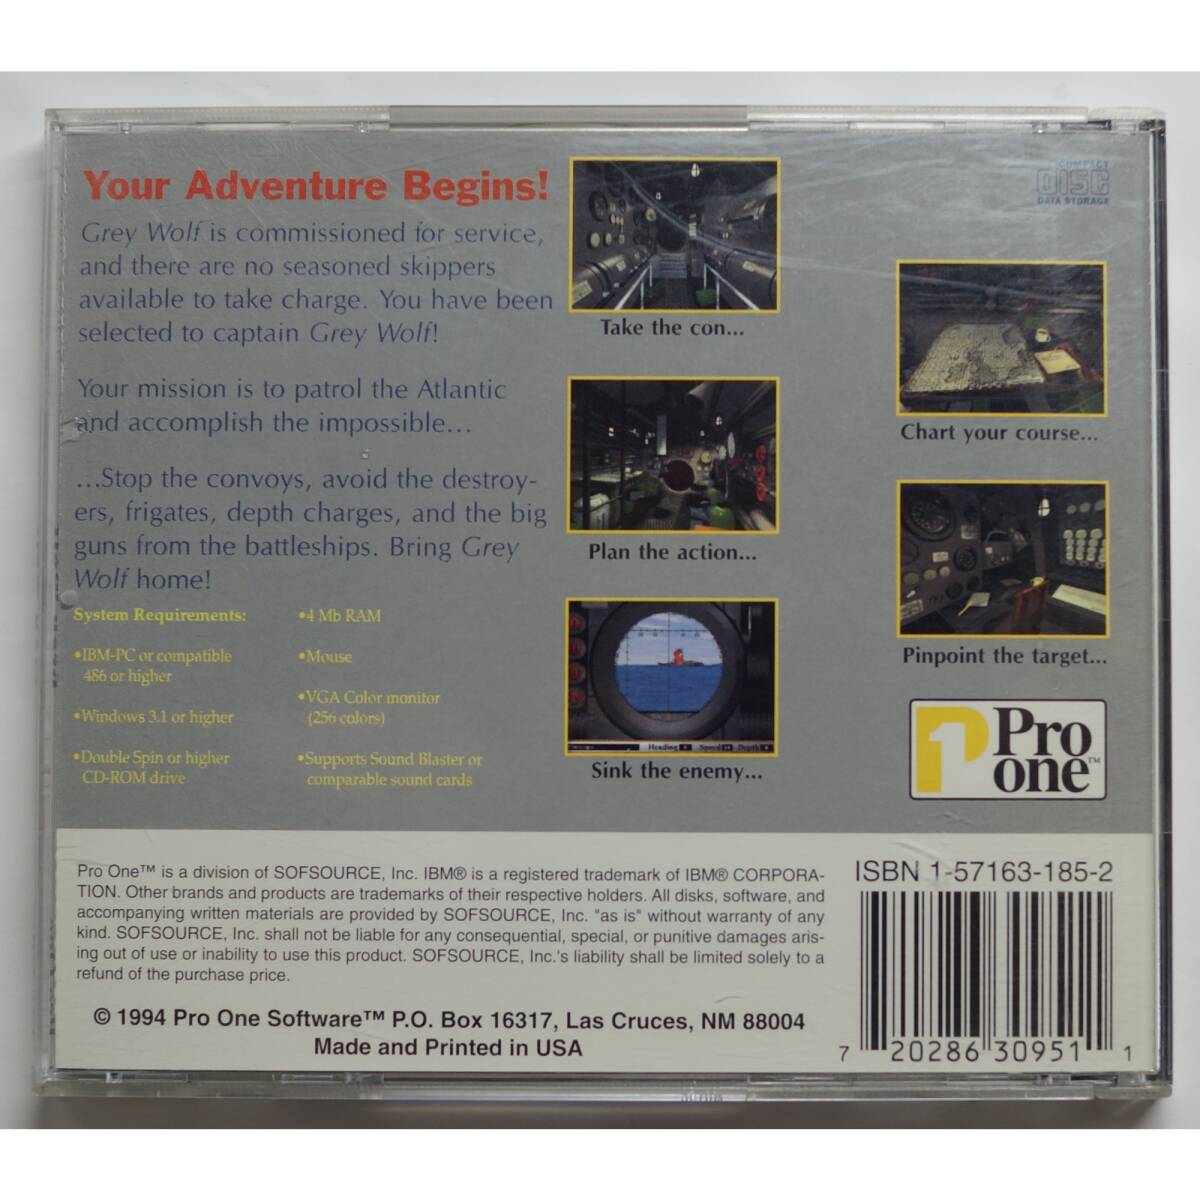 Your Adventure Begins!
Grey Wolf is commissioned for service,
and there are no seasoned skippers
available to take charge. You have been
selected to captain Grey Wolf!
Your mission is to patrol the Atlantic
and accomplish the impossible...
...Stop the convoys, avoid the destroy-
ers, frigates, depth charges, and the big
guns from the battleships. Bring Grey
Wolf home!
System Requirements:
•IBM-PC or compatible
486 or higher
•Windows 3.1 or higher
•Double Spin or higher
CD-ROM drive
•4 Mb RAM
•Mouse
•VGA Color monitor
(256 colors)
•Supports Sound Blaster or
comparable sound cards
Take the con...
Plan the action...
Heading
Speed
Depth
Sink the enemy...
COMPACT
disc
DATA STORAGE
Chart your course...
Pinpoint the target...
1 Pro
one™
Pro One™ is a division of SOFSOURCE, Inc. IBM® is a registered trademark of IBM® CORPORA-
TION. Other brands and products are trademarks of their respective holders. All disks, software, and
accompanying written materials are provided by SOFSOURCE, Inc. "as is" without warranty of any
kind. SOFSOURCE, Inc. shall not be liable for any consequential, special, or punitive damages aris-
ing out of use or inability to use this product. SOFSOURCE, Inc.'s liability shall be limited solely to a
refund of the purchase price.
© 1994 Pro One Software™ P.O. Box 16317, Las Cruces, NM 88004
Made and Printed in USA
ISBN 1-57163-185-2
7 20286 30951 1